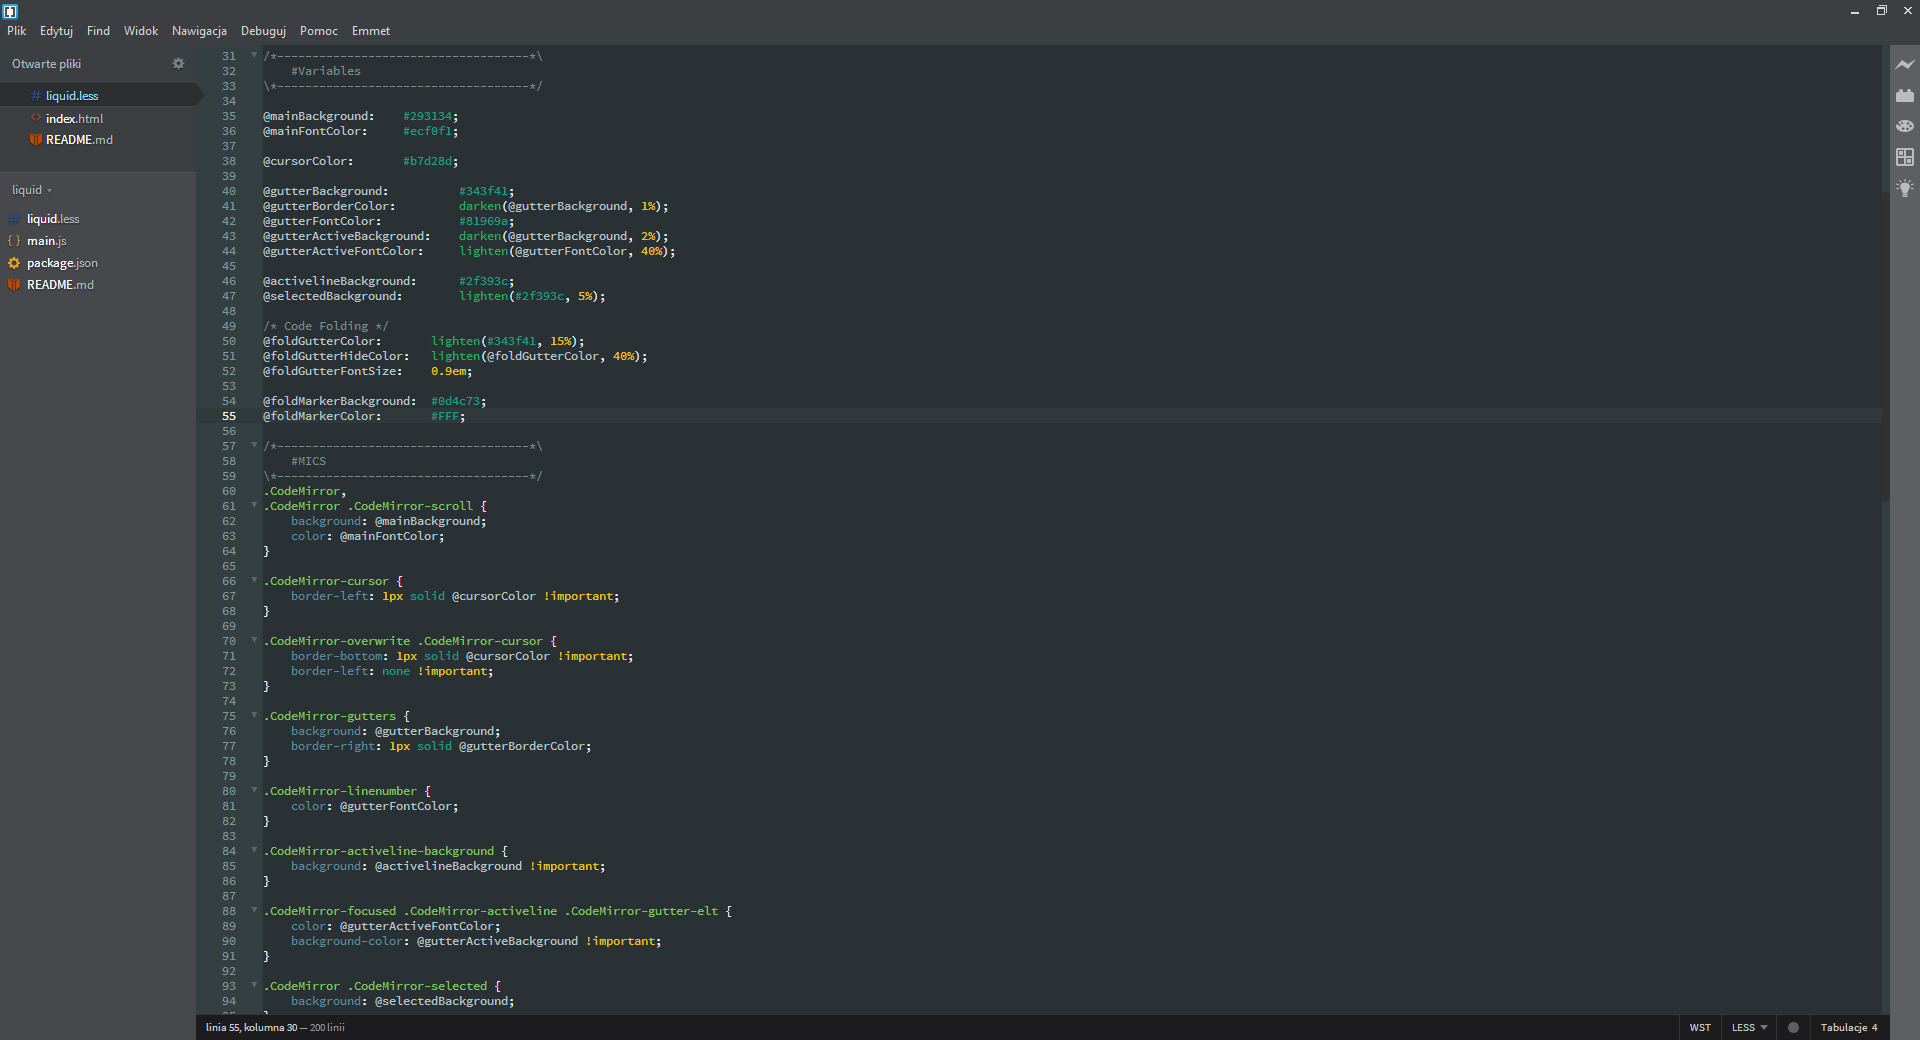 Plik Edytuj Find Widok Nawigacja Debuguj Pomoc Emmet
Otwarte pliki
# liquid.less
<> index.html
README.md
liquid
# liquid.less
{} main.js
package.json
README.md
31 /*------------------------------------*\
32     #Variables
33 \*------------------------------------*/
34
35 @mainBackground:    #293134;
36 @mainFontColor:     #ecf0f1;
37
38 @cursorColor:       #b7d28d;
39
40 @gutterBackground:          #343f41;
41 @gutterBorderColor:         darken(@gutterBackground, 1%);
42 @gutterFontColor:           #81969a;
43 @gutterActiveBackground:    darken(@gutterBackground, 2%);
44 @gutterActiveFontColor:     lighten(@gutterFontColor, 40%);
45
46 @activelineBackground:      #2f393c;
47 @selectedBackground:        lighten(#2f393c, 5%);
48
49 /* Code Folding */
50 @foldGutterColor:       lighten(#343f41, 15%);
51 @foldGutterHideColor:   lighten(@foldGutterColor, 40%);
52 @foldGutterFontSize:    0.9em;
53
54 @foldMarkerBackground:  #0d4c73;
55 @foldMarkerColor:       #FFF;
56
57 /*------------------------------------*\
58     #MICS
59 \*------------------------------------*/
60 .CodeMirror,
61 .CodeMirror .CodeMirror-scroll {
62     background: @mainBackground;
63     color: @mainFontColor;
64 }
65
66 .CodeMirror-cursor {
67     border-left: 1px solid @cursorColor !important;
68 }
69
70 .CodeMirror-overwrite .CodeMirror-cursor {
71     border-bottom: 1px solid @cursorColor !important;
72     border-left: none !important;
73 }
74
75 .CodeMirror-gutters {
76     background: @gutterBackground;
77     border-right: 1px solid @gutterBorderColor;
78 }
79
80 .CodeMirror-linenumber {
81     color: @gutterFontColor;
82 }
83
84 .CodeMirror-activeline-background {
85     background: @activelineBackground !important;
86 }
87
88 .CodeMirror-focused .CodeMirror-activeline .CodeMirror-gutter-elt {
89     color: @gutterActiveFontColor;
90     background-color: @gutterActiveBackground !important;
91 }
92
93 .CodeMirror .CodeMirror-selected {
94     background: @selectedBackground;
linia 55, kolumna 30 — 200 linii
WST LESS Tabulacje 4